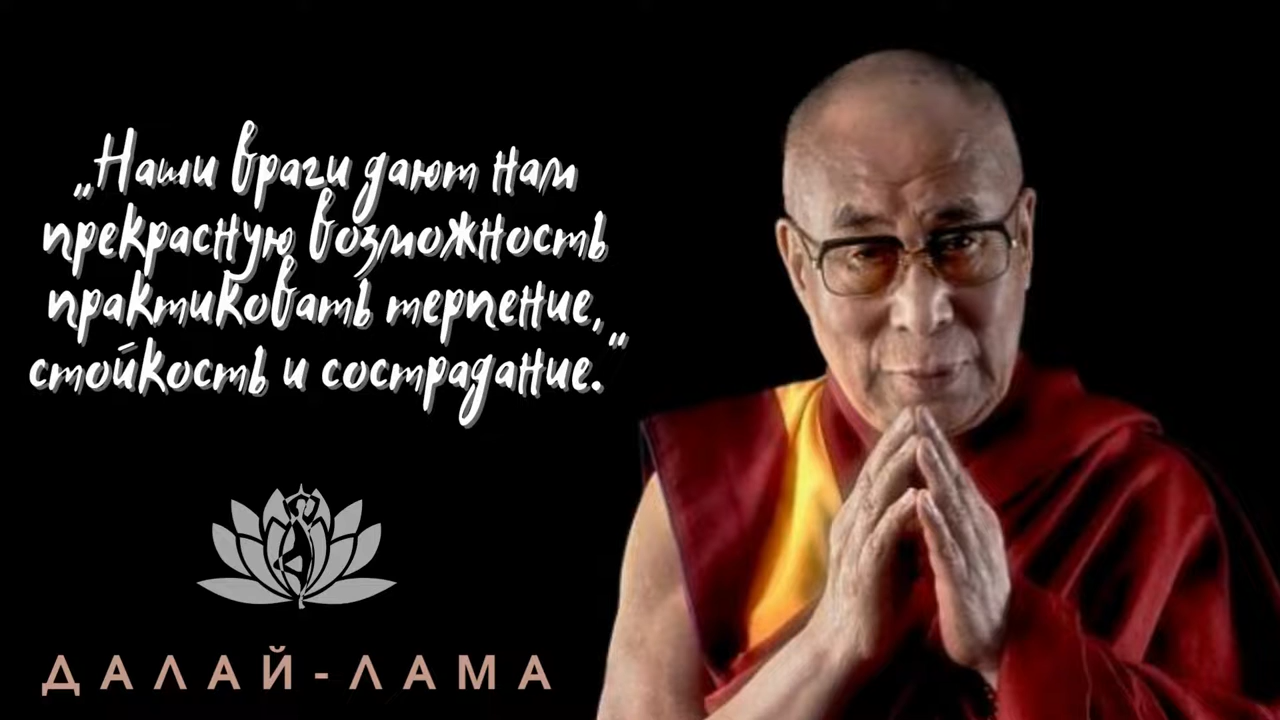 „Наши враги дают нам
прекрасную возможность
практиковать терпение,
стойкость и сострадание.“
ДАЛАЙ-ЛАМА